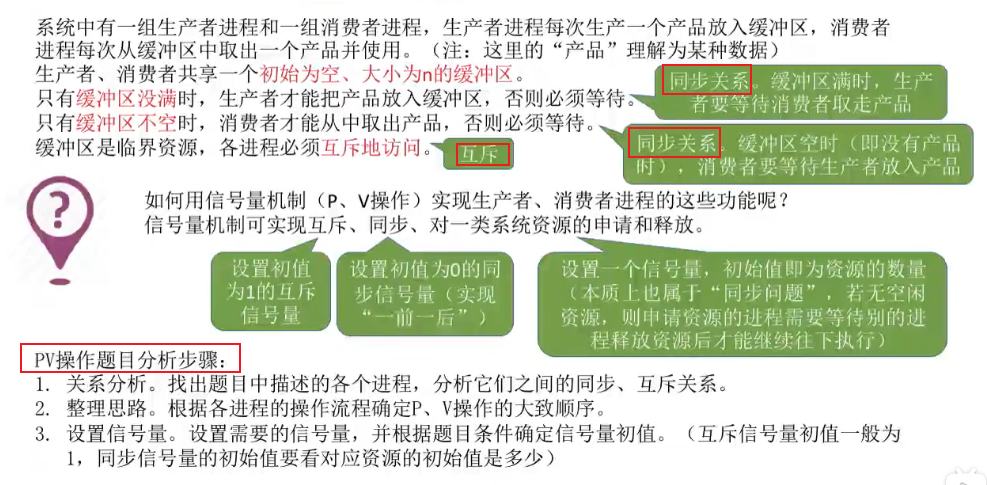 系统中有一组生产者进程和一组消费者进程，生产者进程每次生产一个产品放入缓冲区，消费者
进程每次从缓冲区中取出一个产品并使用。（注：这里的“产品”理解为某种数据）
生产者、消费者共享一个初始为空、大小为n的缓冲区。
只有缓冲区没满时，生产者才能把产品放入缓冲区，否则必须等待。
同步关系。缓冲区满时，生产
者要等待消费者取走产品
只有缓冲区不空时，消费者才能从中取出产品，否则必须等待。
同步关系。缓冲区空时（即没有产品
时），消费者要等待生产者放入产品
缓冲区是临界资源，各进程必须互斥地访问。
互斥
?
如何用信号量机制（P、V操作）实现生产者、消费者进程的这些功能呢？
信号量机制可实现互斥、同步、对一类系统资源的申请和释放。
设置初值
为1的互斥
信号量
设置初值为0的同
步信号量（实现
“一前一后”）
设置一个信号量，初始值即为资源的数量
（本质上也属于“同步问题”，若无空闲
资源，则申请资源的进程需要等待别的进
程释放资源后才能继续往下执行）
PV操作题目分析步骤：
1. 关系分析。找出题目中描述的各个进程，分析它们之间的同步、互斥关系。
2. 整理思路。根据各进程的操作流程确定P、V操作的大致顺序。
3. 设置信号量。设置需要的信号量，并根据题目条件确定信号量初值。（互斥信号量初值一般为
1，同步信号量的初始值要看对应资源的初始值是多少）